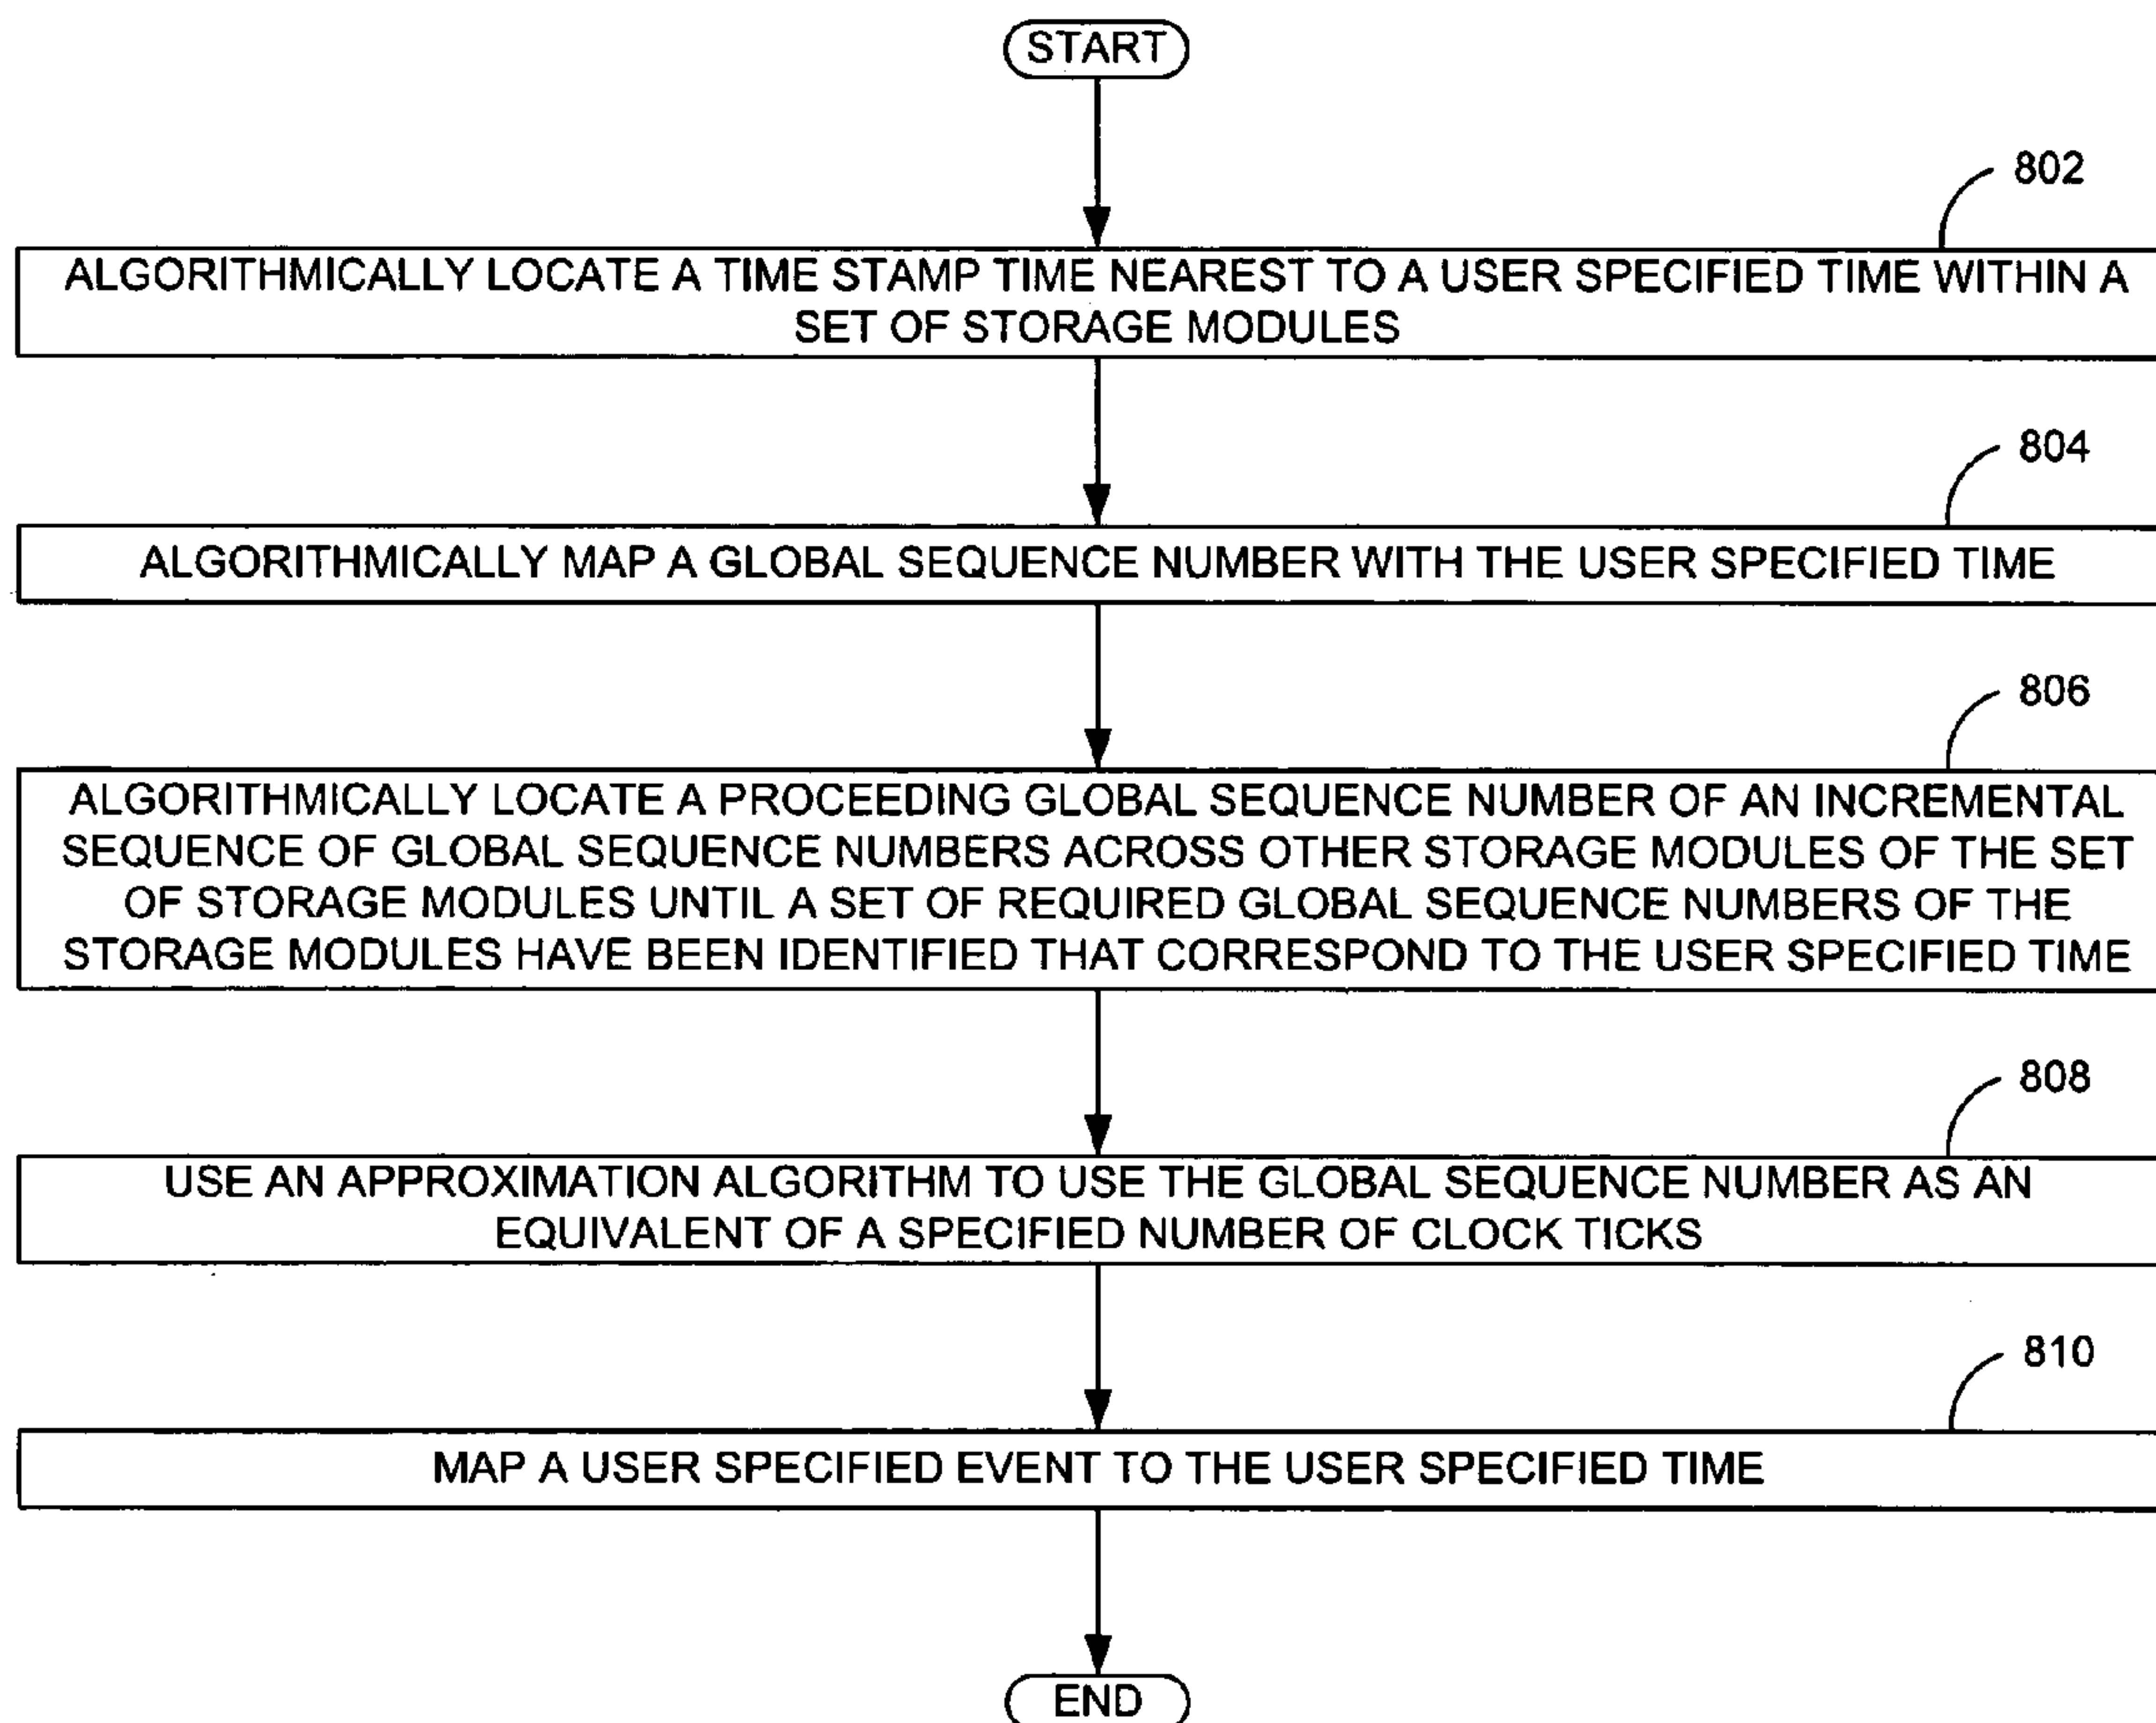 START
802
ALGORITHMICALLY LOCATE A TIME STAMP TIME NEAREST TO A USER SPECIFIED TIME WITHIN A
SET OF STORAGE MODULES
804
ALGORITHMICALLY MAP A GLOBAL SEQUENCE NUMBER WITH THE USER SPECIFIED TIME
806
ALGORITHMICALLY LOCATE A PROCEEDING GLOBAL SEQUENCE NUMBER OF AN INCREMENTAL
SEQUENCE OF GLOBAL SEQUENCE NUMBERS ACROSS OTHER STORAGE MODULES OF THE SET
OF STORAGE MODULES UNTIL A SET OF REQUIRED GLOBAL SEQUENCE NUMBERS OF THE
STORAGE MODULES HAVE BEEN IDENTIFIED THAT CORRESPOND TO THE USER SPECIFIED TIME
808
USE AN APPROXIMATION ALGORITHM TO USE THE GLOBAL SEQUENCE NUMBER AS AN
EQUIVALENT OF A SPECIFIED NUMBER OF CLOCK TICKS
810
MAP A USER SPECIFIED EVENT TO THE USER SPECIFIED TIME
END